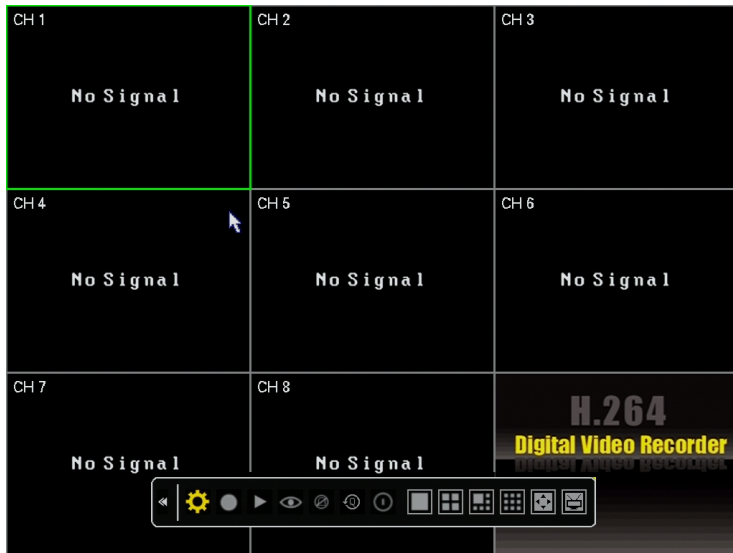 CH 1
CH 2
CH 3
No Signal
No Signal
No Signal
CH 4
CH 5
CH 6
No Signal
No Signal
No Signal
CH 7
CH 8
H.264
Digital Video Recorder
No Signal
No Signal